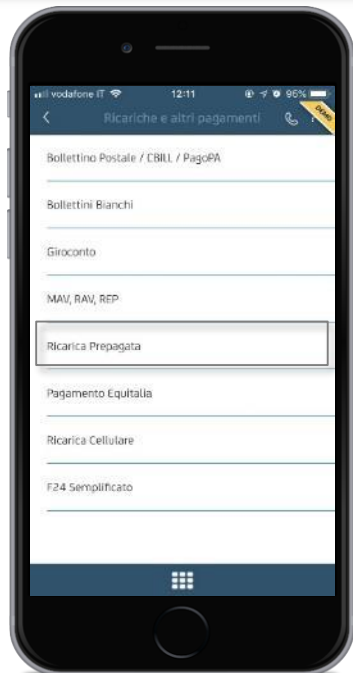 vodafone IT 12:11 96%
Ricariche e altri pagamenti
DEMO
Bollettino Postale / CBILL / PagoPA
Bollettini Bianchi
Giroconto
MAV, RAV, REP
Ricarica Prepagata
Pagamento Equitalia
Ricarica Cellulare
F24 Semplificato